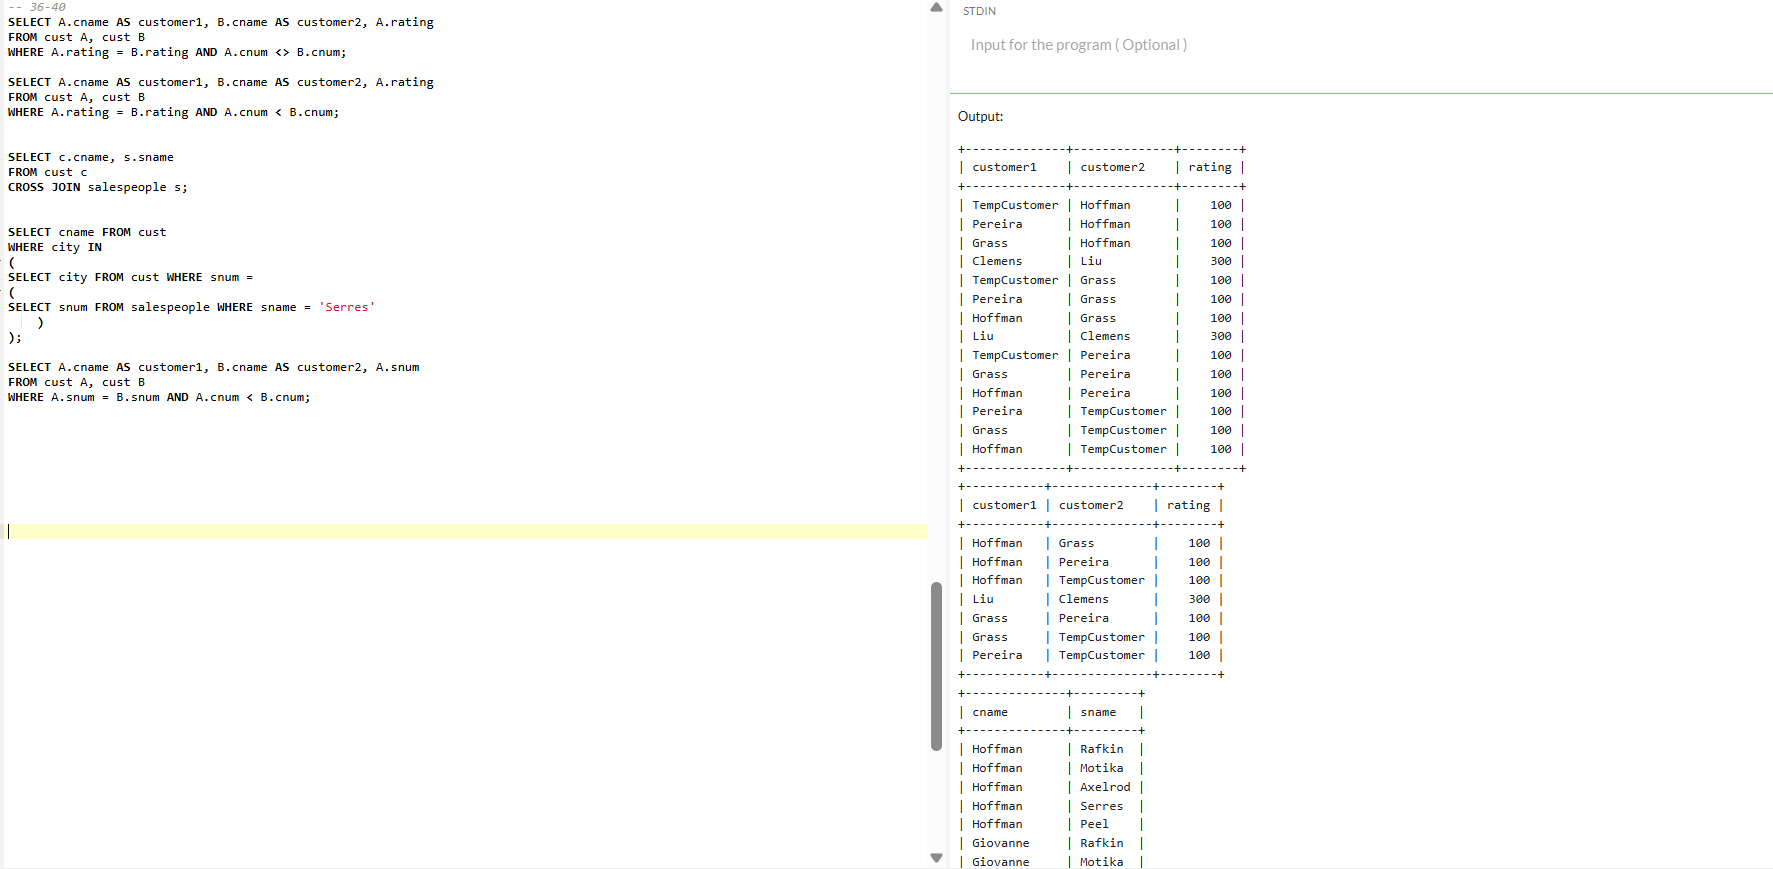 -- 36-40
SELECT A.cname AS customer1, B.cname AS customer2, A.rating
FROM cust A, cust B
WHERE A.rating = B.rating AND A.cnum <> B.cnum;
SELECT A.cname AS customer1, B.cname AS customer2, A.rating
FROM cust A, cust B
WHERE A.rating = B.rating AND A.cnum < B.cnum;
SELECT c.cname, s.sname
FROM cust c
CROSS JOIN salespeople s;
SELECT cname FROM cust
WHERE city IN
(
SELECT city FROM cust WHERE snum =
(
SELECT snum FROM salespeople WHERE sname = 'Serres'
)
);
SELECT A.cname AS customer1, B.cname AS customer2, A.snum
FROM cust A, cust B
WHERE A.snum = B.snum AND A.cnum < B.cnum;
STDIN
Input for the program ( Optional )
Output:
+--------------+--------------+--------+
| customer1    | customer2    | rating |
+--------------+--------------+--------+
| TempCustomer | Hoffman      |    100 |
| Pereira      | Hoffman      |    100 |
| Grass        | Hoffman      |    100 |
| Clemens      | Liu          |    300 |
| TempCustomer | Grass        |    100 |
| Pereira      | Grass        |    100 |
| Hoffman      | Grass        |    100 |
| Liu          | Clemens      |    300 |
| TempCustomer | Pereira      |    100 |
| Grass        | Pereira      |    100 |
| Hoffman      | Pereira      |    100 |
| Pereira      | TempCustomer |    100 |
| Grass        | TempCustomer |    100 |
| Hoffman      | TempCustomer |    100 |
+--------------+--------------+--------+
+-----------+--------------+--------+
| customer1 | customer2    | rating |
+-----------+--------------+--------+
| Hoffman   | Grass        |    100 |
| Hoffman   | Pereira      |    100 |
| Hoffman   | TempCustomer |    100 |
| Liu       | Clemens      |    300 |
| Grass     | Pereira      |    100 |
| Grass     | TempCustomer |    100 |
| Pereira   | TempCustomer |    100 |
+-----------+--------------+--------+
+--------------+---------+
| cname        | sname   |
+--------------+---------+
| Hoffman      | Rafkin  |
| Hoffman      | Motika  |
| Hoffman      | Axelrod |
| Hoffman      | Serres  |
| Hoffman      | Peel    |
| Giovanne     | Rafkin  |
| Giovanne     | Motika  |